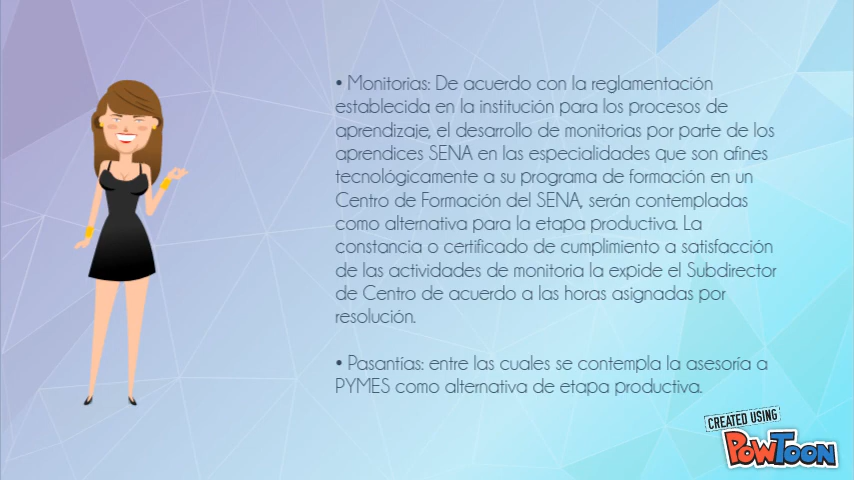 • Monitorias: De acuerdo con la reglamentación
establecida en la institución para los procesos de
aprendizaje, el desarrollo de monitorias por parte de los
aprendices SENA en las especialidades que son afines
tecnológicamente a su programa de formación en un
Centro de Formación del SENA, serán contempladas
como alternativa para la etapa productiva. La
constancia o certificado de cumplimiento a satisfacción
de las actividades de monitoria la expide el Subdirector
de Centro de acuerdo a las horas asignadas por
resolución.
• Pasantías: entre las cuales se contempla la asesoría a
PYMES como alternativa de etapa productiva.
CREATED USING
POWTOON